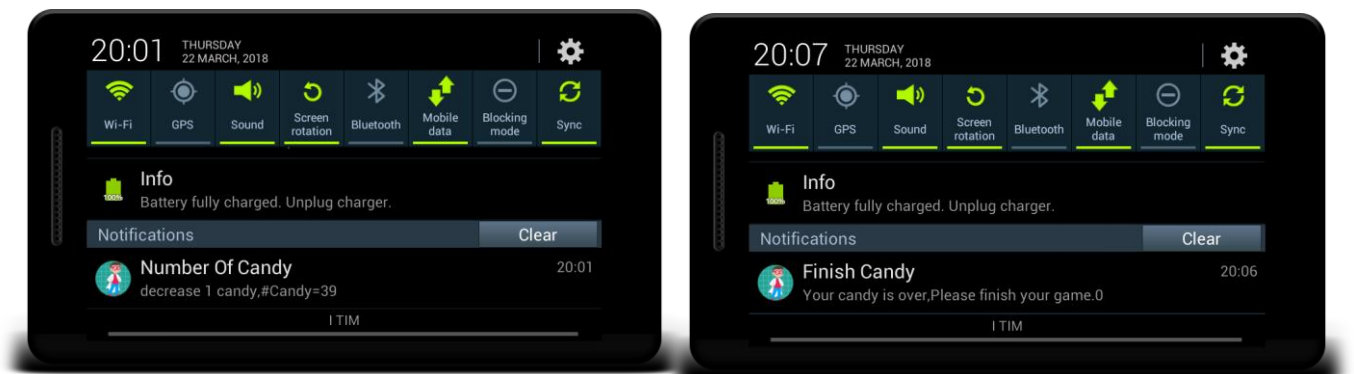 20:01 THURSDAY
22 MARCH, 2018
Wi-Fi GPS Sound Screen rotation Bluetooth Mobile data Blocking mode Sync
100%
Info
Battery fully charged. Unplug charger.
Notifications Clear
Number Of Candy 20:01
decrease 1 candy,#Candy=39
I TIM
20:07 THURSDAY
22 MARCH, 2018
Wi-Fi GPS Sound Screen rotation Bluetooth Mobile data Blocking mode Sync
100%
Info
Battery fully charged. Unplug charger.
Notifications Clear
Finish Candy 20:06
Your candy is over,Please finish your game.0
I TIM